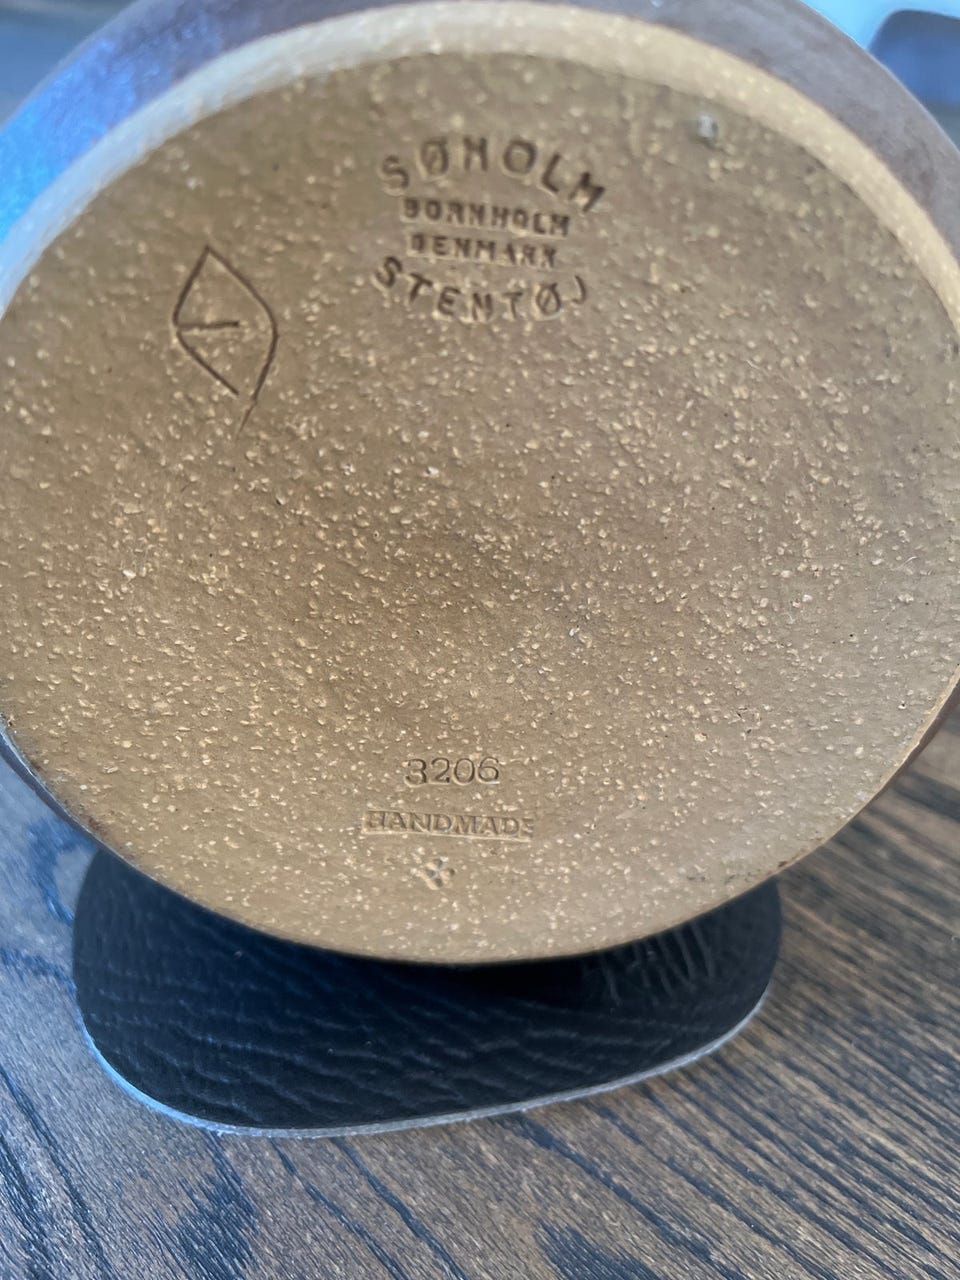 SØHOLM
BORNHOLM
DENMARK
STENTØJ
3206
HANDMADE